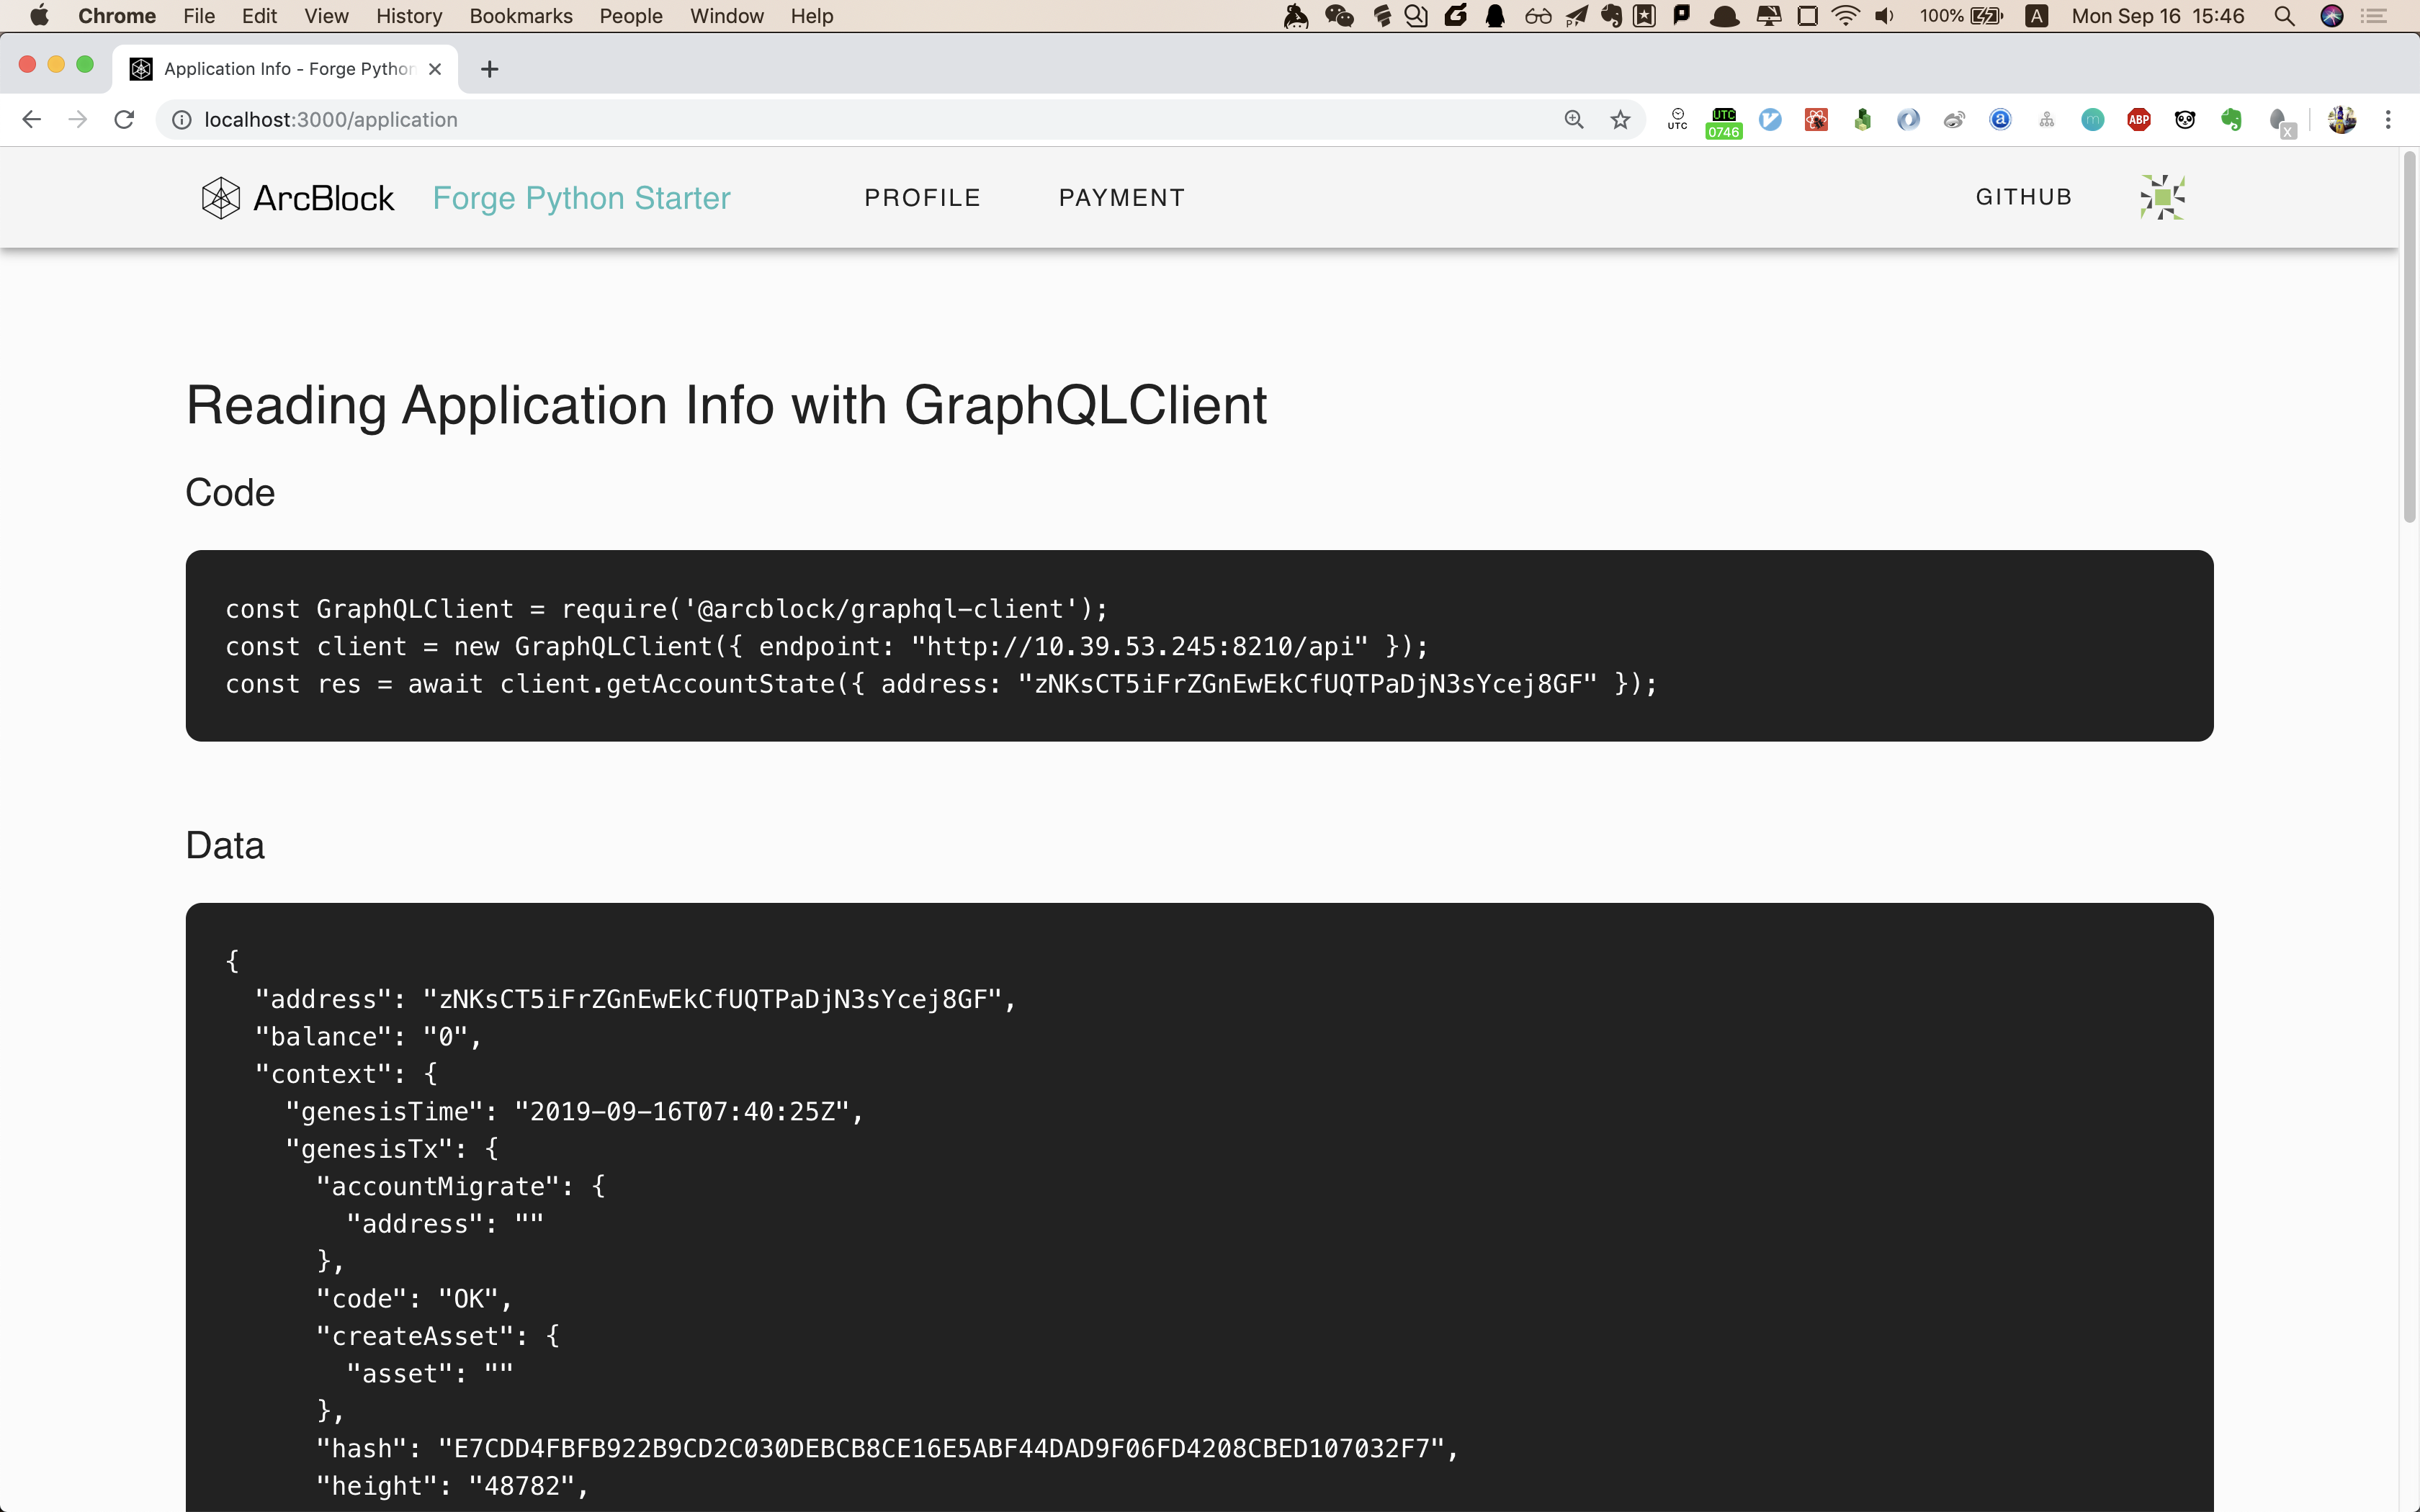 Chrome File Edit View History Bookmarks People Window Help 100% A Mon Sep 16 15:46
Application Info - Forge Python
localhost:3000/application UTC UTC 0746 ABP
ArcBlock Forge Python Starter PROFILE PAYMENT GITHUB
Reading Application Info with GraphQLClient
Code
const GraphQLClient = require('@arcblock/graphql-client');
const client = new GraphQLClient({ endpoint: "http://10.39.53.245:8210/api" });
const res = await client.getAccountState({ address: "zNKsCT5iFrZGnEwEkCfUQTPaDjN3sYcej8GF" });
Data
{
"address": "zNKsCT5iFrZGnEwEkCfUQTPaDjN3sYcej8GF",
"balance": "0",
"context": {
"genesisTime": "2019-09-16T07:40:25Z",
"genesisTx": {
"accountMigrate": {
"address": ""
},
"code": "OK",
"createAsset": {
"asset": ""
},
"hash": "E7CDD4FBFB922B9CD2C030DEBCB8CE16E5ABF44DAD9F06FD4208CBED107032F7",
"height": "48782",